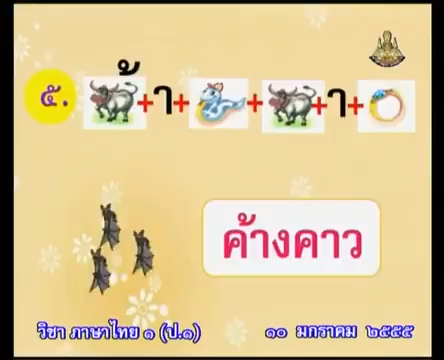 ๕. ้ + า + + + า +
ค้างคาว
วิชา ภาษาไทย ๑ (ป.๑) ๑๐ มกราคม ๒๕๕๕